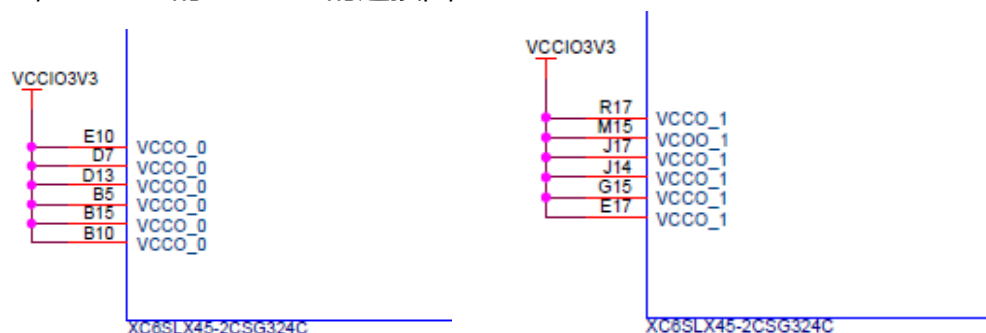 VCCIO3V3
E10 VCCO_0
D7 VCCO_0
D13 VCCO_0
B5 VCCO_0
B15 VCCO_0
B10 VCCO_0
XC6SLX45-2CSG324C
VCCIO3V3
R17 VCCO_1
M15 VCOO_1
J17 VCCO_1
J14 VCCO_1
G15 VCCO_1
E17 VCCO_1
XC6SLX45-2CSG324C